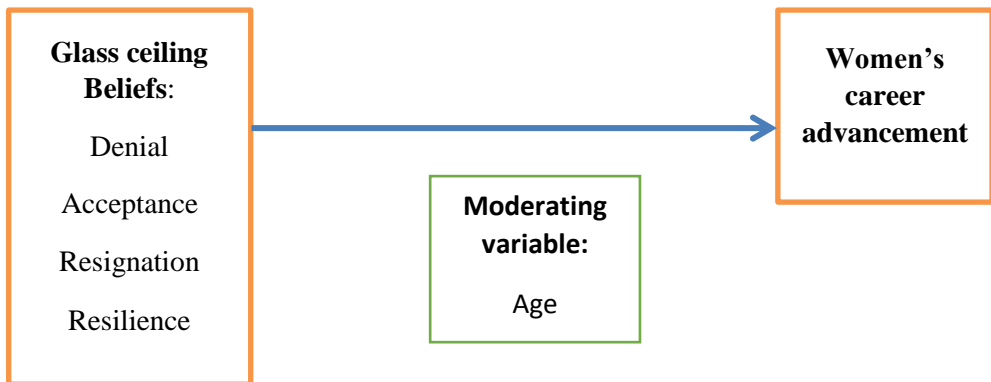 Glass ceiling
Beliefs:
Denial
Acceptance
Resignation
Resilience
Women’s
career
advancement
Moderating
variable:
Age